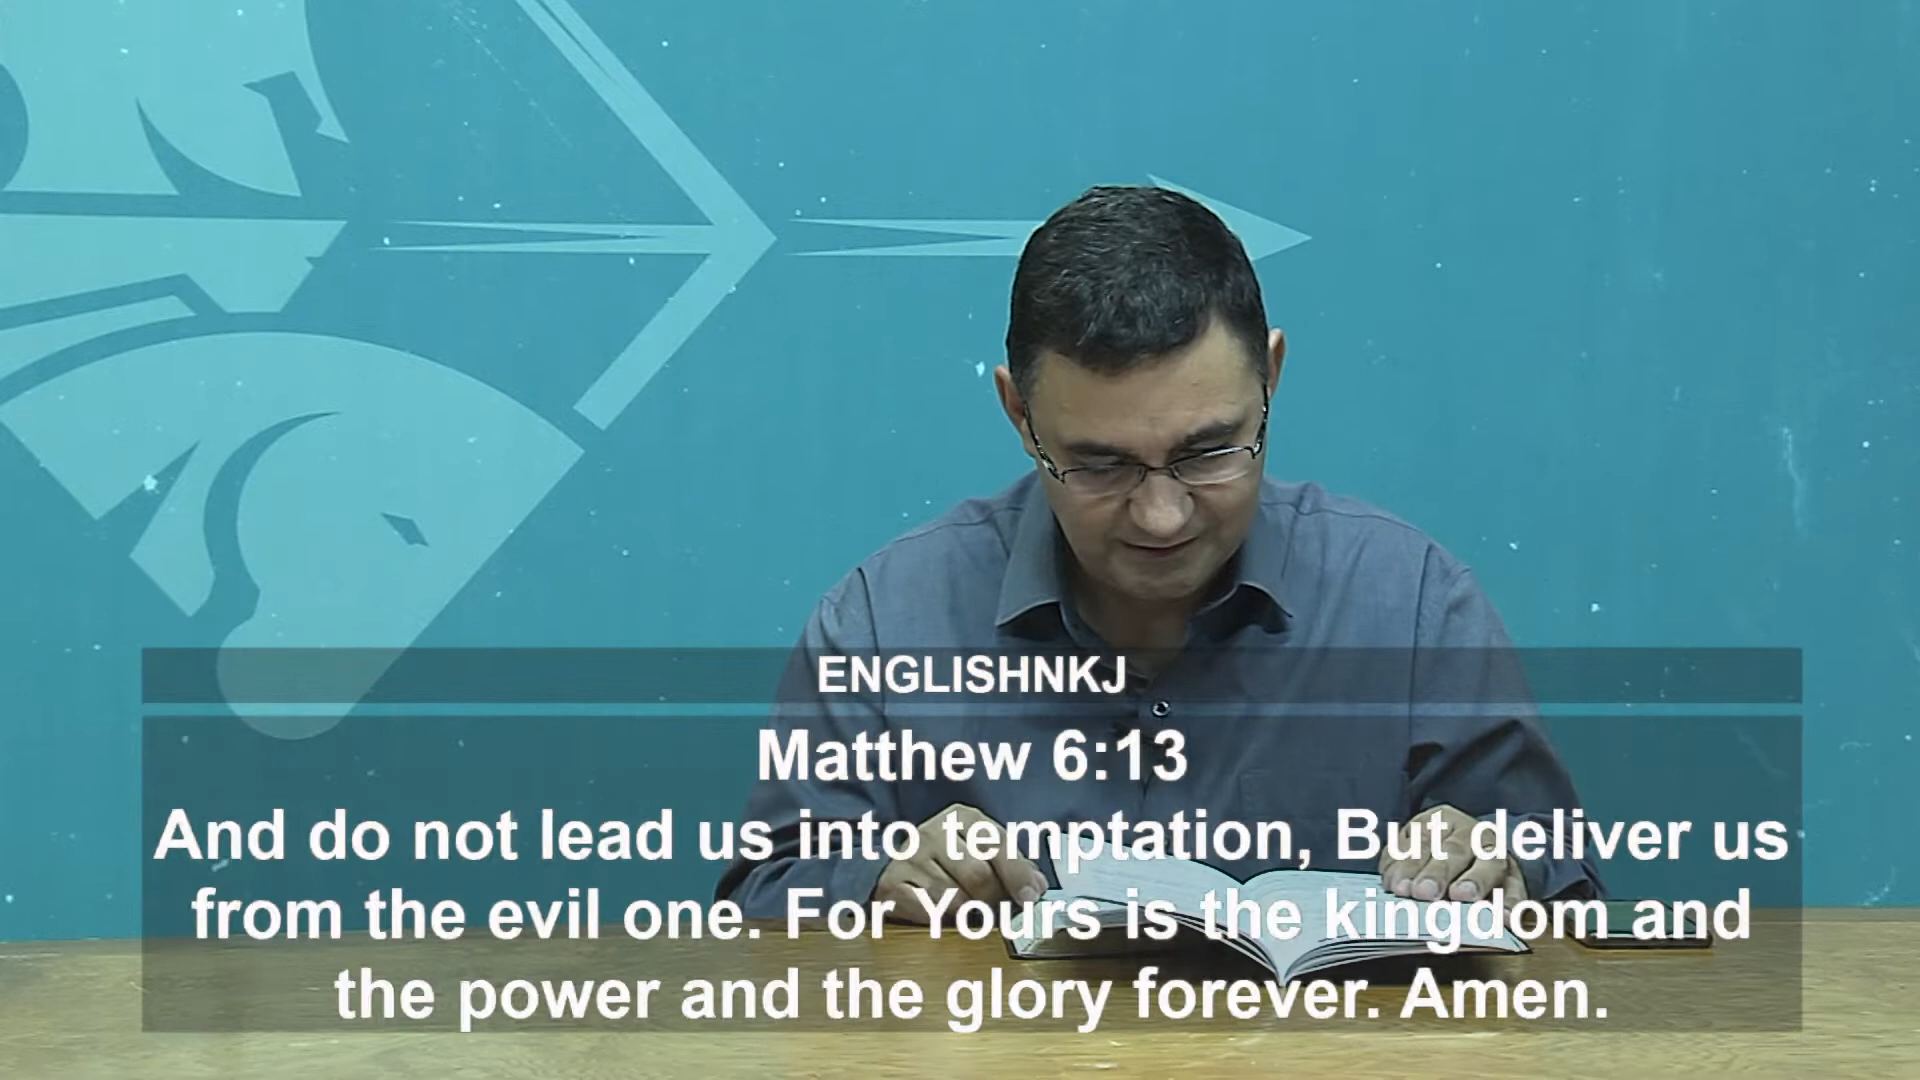 ENGLISHNKJ
Matthew 6:13
And do not lead us into temptation, But deliver us
from the evil one. For Yours is the kingdom and
the power and the glory forever. Amen.